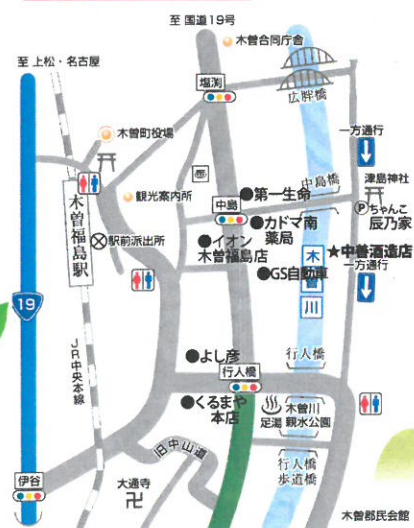 至 国道19号
木曽合同庁舎
至 上松・名古屋
塩渕
広胖橋
木曽町役場
一方通行
中島橋
津島神社
第一生命
観光案内所
中島
Ⓟちゃんこ
辰乃家
カドマ南
薬局
木曽福島駅
駅前派出所
イオン
木曽福島店
木曽川
★中善酒造店
一方通行
GS自動車
19
JR中央本線
行人橋
よし彦
行人橋
くるまや
本店
足湯
木曽川
親水公園
旧中山道
行人橋
歩道橋
伊谷
大通寺
卍
木曽郡民会館